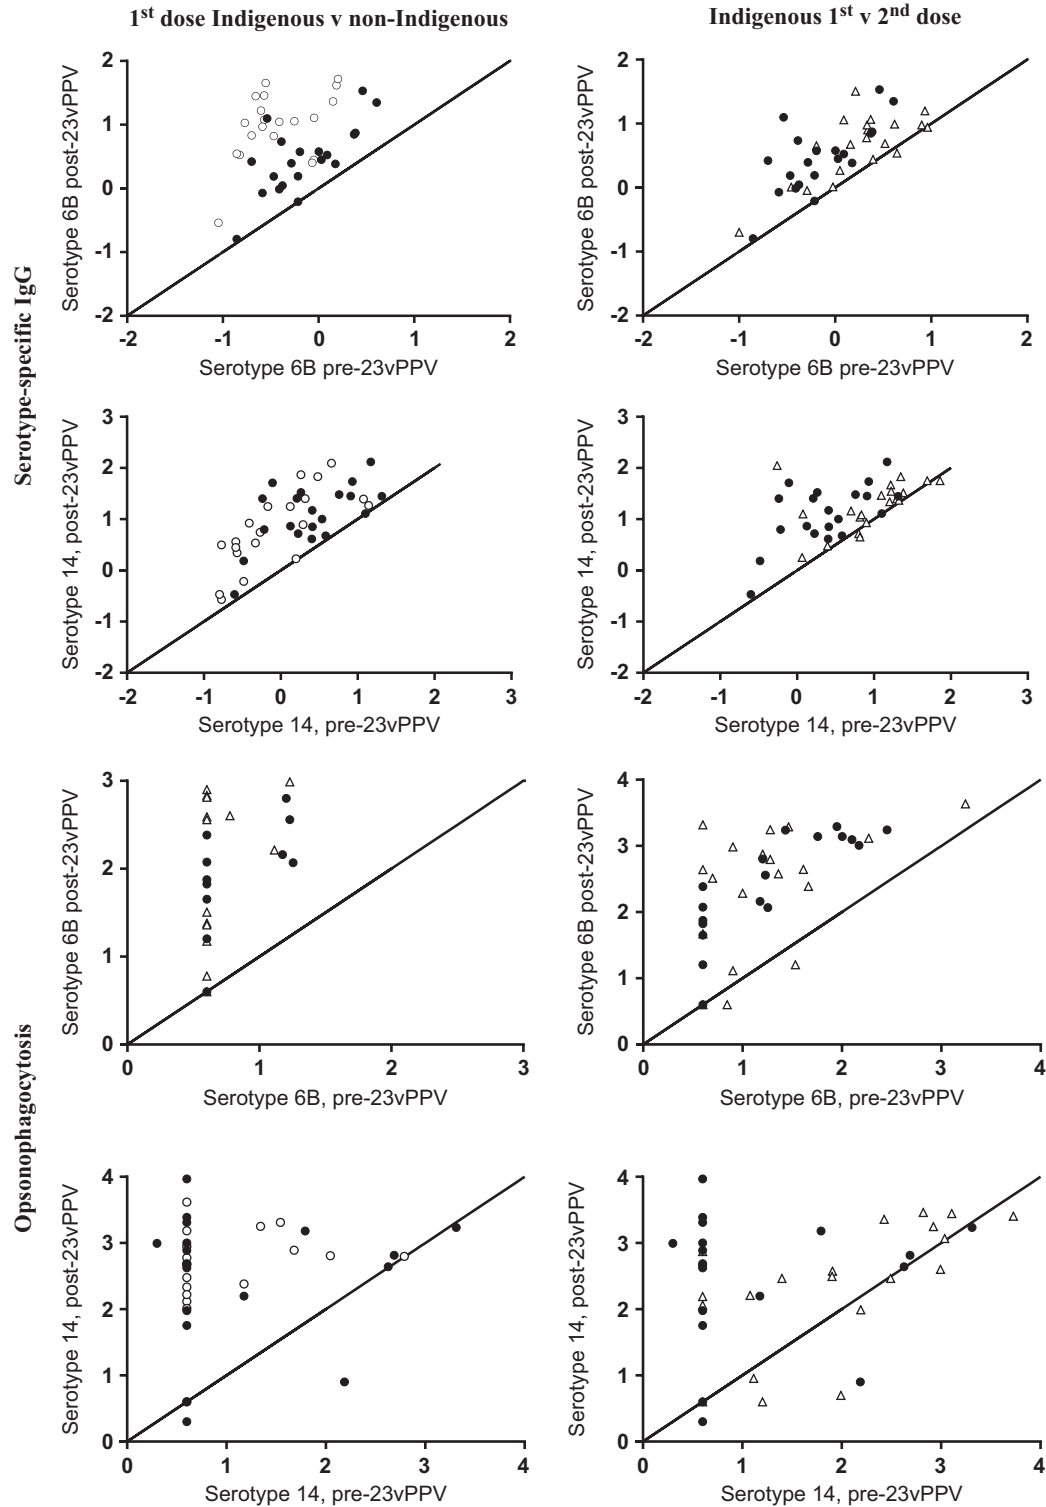 1st dose Indigenous v non-Indigenous
Indigenous 1st v 2nd dose
Serotype-specific IgG
Serotype 6B post-23vPPV
2
1
0
-1
-2
-2 -1 0 1 2
Serotype 6B pre-23vPPV
Serotype 6B post-23vPPV
2
1
0
-1
-2
-2 -1 0 1 2
Serotype 6B pre-23vPPV
Serotype 14, post-23vPPV
3
2
1
0
-1
-2
-2 -1 0 1 2 3
Serotype 14, pre-23vPPV
Serotype 14, post-23vPPV
3
2
1
0
-1
-2
-2 -1 0 1 2 3
Serotype 14, pre-23vPPV
Opsonophagocytosis
Serotype 6B post-23vPPV
3
2
1
0
0 1 2 3
Serotype 6B, pre-23vPPV
Serotype 6B post-23vPPV
4
3
2
1
0
0 1 2 3 4
Serotype 6B, pre-23vPPV
Serotype 14, post-23vPPV
4
3
2
1
0
0 1 2 3 4
Serotype 14, pre-23vPPV
Serotype 14, post-23vPPV
4
3
2
1
0
0 1 2 3 4
Serotype 14, pre-23vPPV